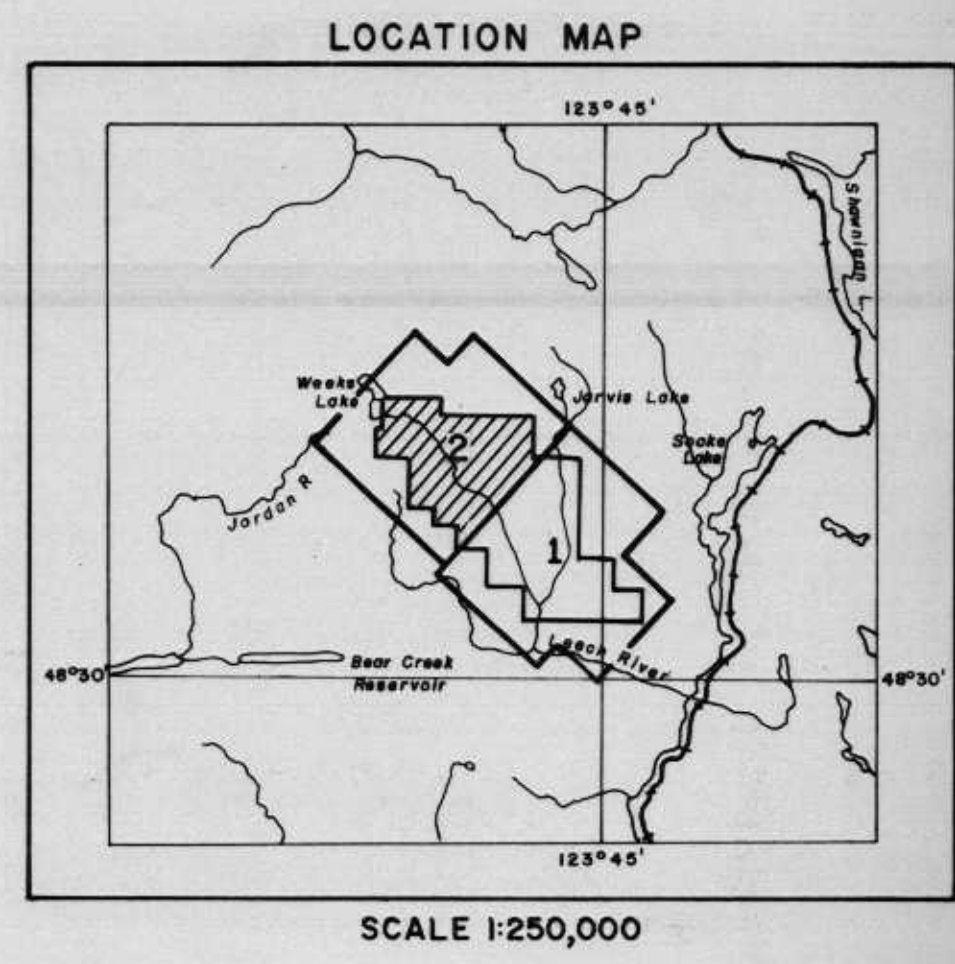 LOCATION MAP
123°45'
Shawnigan L
Weeks
Lake
Jarvis Lake
2
Sooke
Lake
Jordan R
1
Leech River
Bear Creek
Reservoir
48°30'
48°30'
123°45'
SCALE 1:250,000